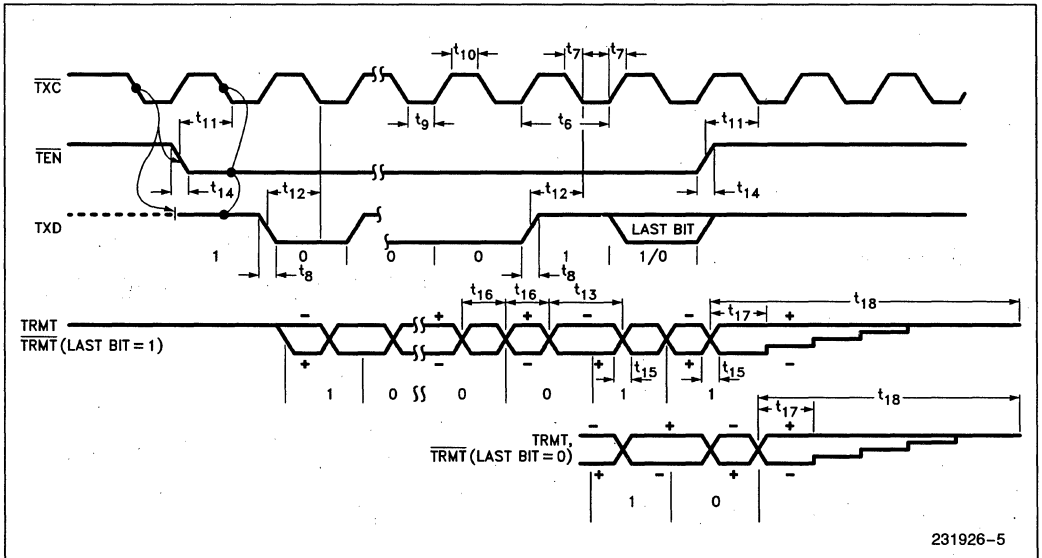 t10 t7 t7
TXC
t11 t9 t6 t11
TEN
t14 t12 t12 t14
TXD LAST BIT
1 0 0 0 1 1/0
t8 t8
t16 t16 t13 t18
− + + − − t17 +
TRMT
TRMT (LAST BIT = 1)
+ − − + t15 + t15 −
1 0 0 0 1 1
t18
t17
− + − +
TRMT,
TRMT (LAST BIT = 0)
+ − + −
1 0
231926-5